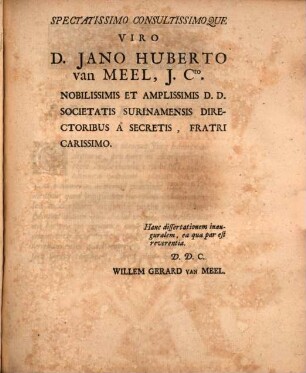 SPECTATISSIMO CONSULTISSIMOQUE
VIRO
D. JANO HUBERTO
van MEEL, J. Cto.
NOBILISSIMIS ET AMPLISSIMIS D. D.
SOCIETATIS SURINAMENSIS DIRE-
CTORIBUS Á SECRETIS, FRATRI
CARISSIMO.
Hanc dissertationem inau-
guralem, ea qua par est
reverentia.
D. D. C.
WILLEM GERARD van MEEL.